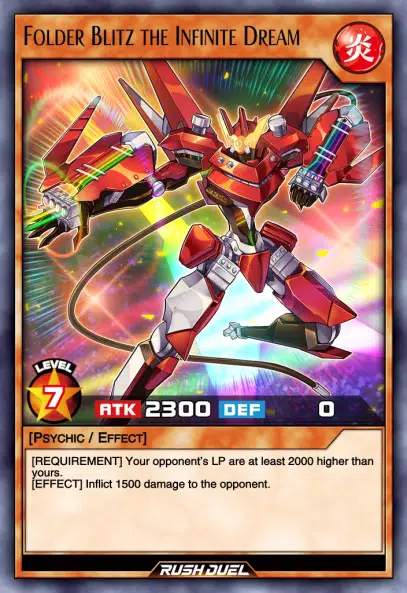 Folder Blitz the Infinite Dream
炎
LEVEL
7
ATK 2300 DEF 0
[Psychic / Effect]
[REQUIREMENT] Your opponent's LP are at least 2000 higher than
yours.
[EFFECT] Inflict 1500 damage to the opponent.
RUSH DUEL